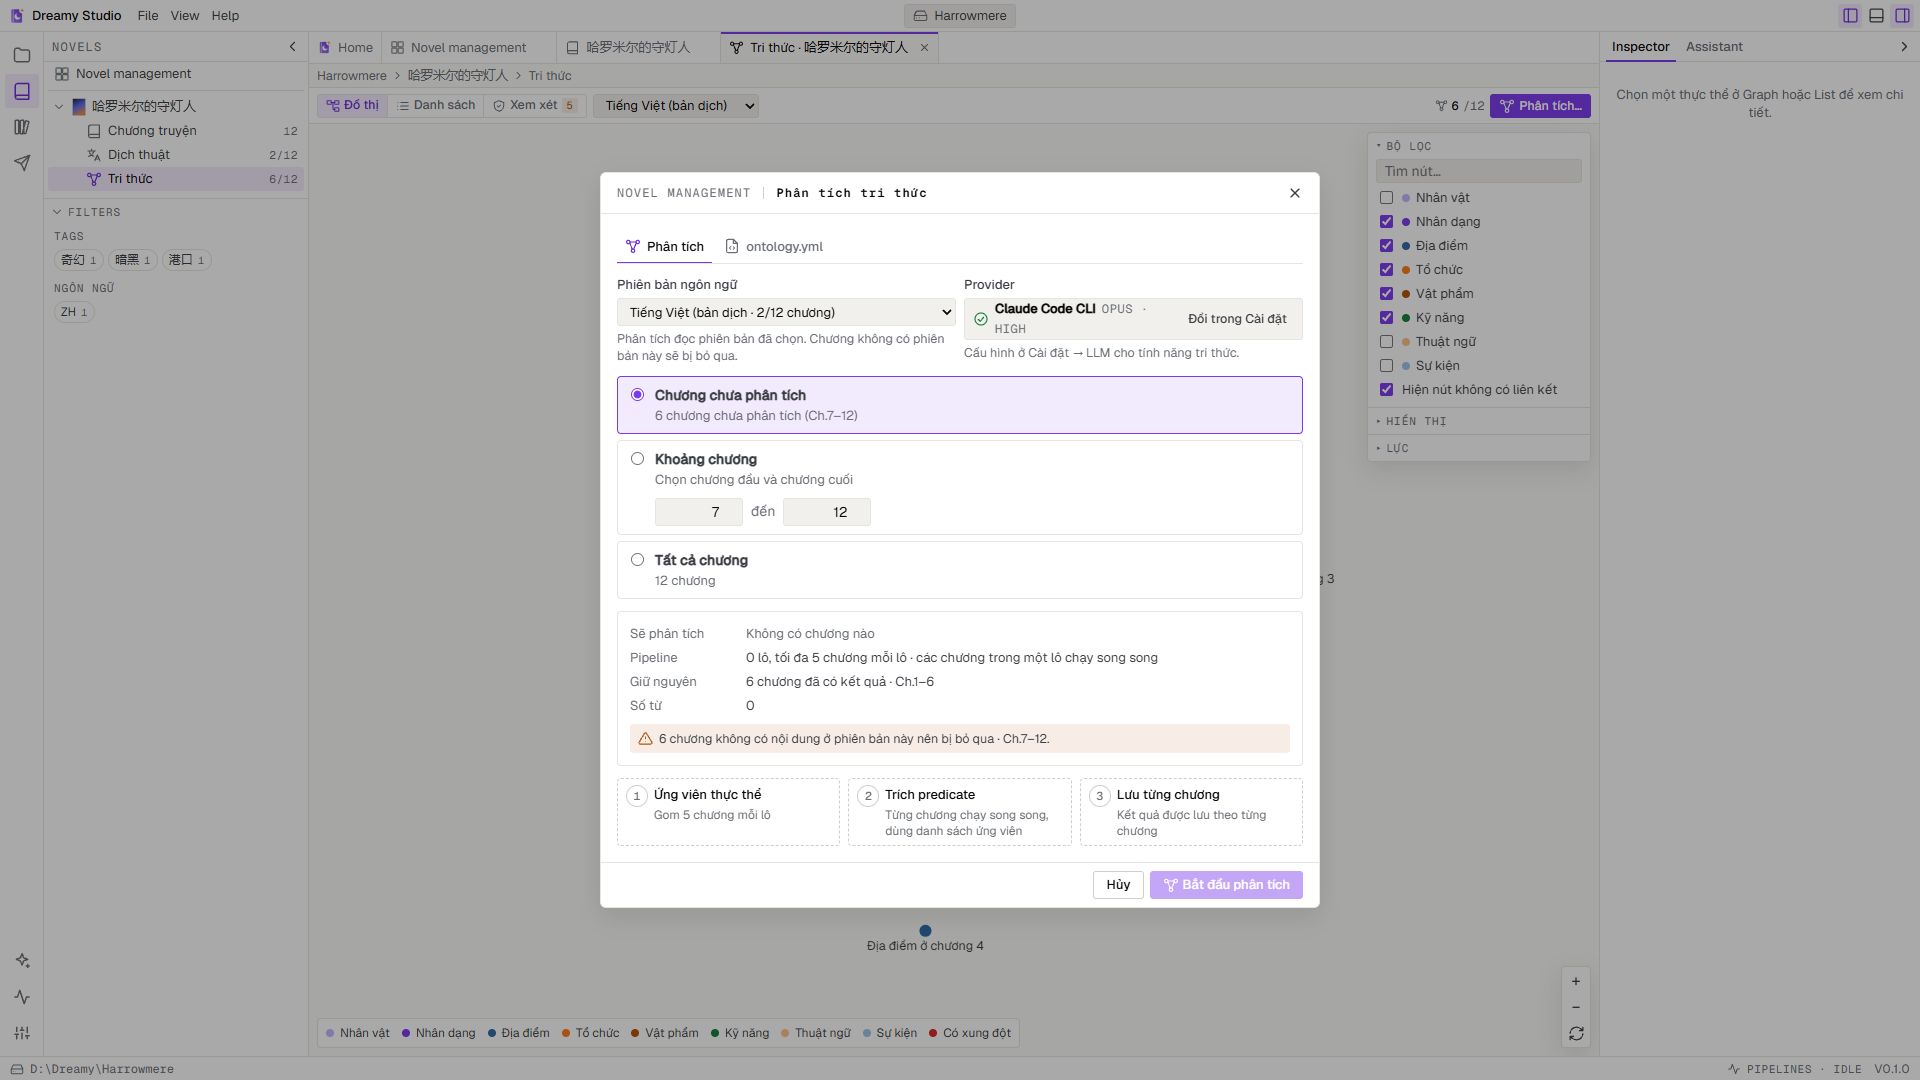 Dreamy Studio File View Help
Harrowmere
NOVELS
Novel management
哈罗米尔的守灯人
Chương truyện 12
Dịch thuật 2/12
Tri thức 6/12
FILTERS
TAGS
奇幻 1 暗黑 1 港口 1
NGÔN NGỮ
ZH 1
Home Novel management 哈罗米尔的守灯人 Tri thức · 哈罗米尔的守灯人
Harrowmere > 哈罗米尔的守灯人 > Tri thức
Đồ thị Danh sách Xem xét 5 Tiếng Việt (bản dịch) 6 /12 Phân tích...
Inspector Assistant
Chọn một thực thể ở Graph hoặc List để xem chi
tiết.
BỘ LỌC
Tìm nút...
Nhân vật
Nhân dạng
Địa điểm
Tổ chức
Vật phẩm
Kỹ năng
Thuật ngữ
Sự kiện
Hiện nút không có liên kết
HIỂN THỊ
LỰC
NOVEL MANAGEMENT | Phân tích tri thức
Phân tích ontology.yml
Phiên bản ngôn ngữ
Tiếng Việt (bản dịch · 2/12 chương)
Phân tích đọc phiên bản đã chọn. Chương không có phiên
bản này sẽ bị bỏ qua.
Provider
Claude Code CLI OPUS ·
HIGH
Đổi trong Cài đặt
Cấu hình ở Cài đặt → LLM cho tính năng tri thức.
Chương chưa phân tích
6 chương chưa phân tích (Ch.7–12)
Khoảng chương
Chọn chương đầu và chương cuối
7 đến 12
Tất cả chương
12 chương
Sẽ phân tích Không có chương nào
Pipeline 0 lô, tối đa 5 chương mỗi lô · các chương trong một lô chạy song song
Giữ nguyên 6 chương đã có kết quả · Ch.1–6
Số từ 0
6 chương không có nội dung ở phiên bản này nên bị bỏ qua · Ch.7–12.
1 Ứng viên thực thể
Gom 5 chương mỗi lô
2 Trích predicate
Từng chương chạy song song,
dùng danh sách ứng viên
3 Lưu từng chương
Kết quả được lưu theo từng
chương
Hủy Bắt đầu phân tích
g 3
Địa điểm ở chương 4
Nhân vật Nhân dạng Địa điểm Tổ chức Vật phẩm Kỹ năng Thuật ngữ Sự kiện Có xung đột
D:\Dreamy\Harrowmere
PIPELINES · IDLE V0.1.0